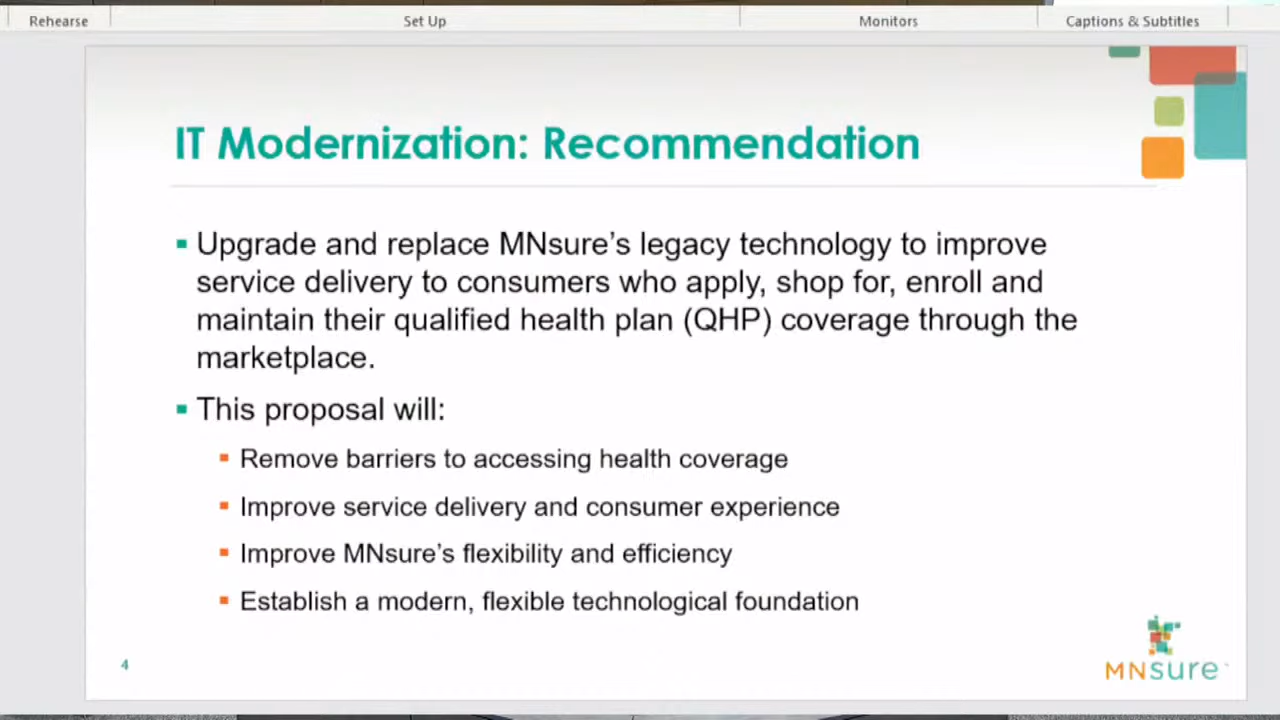 Rehearse
Set Up
Monitors
Captions & Subtitles
IT Modernization: Recommendation
Upgrade and replace MNsure’s legacy technology to improve
service delivery to consumers who apply, shop for, enroll and
maintain their qualified health plan (QHP) coverage through the
marketplace.
This proposal will:
Remove barriers to accessing health coverage
Improve service delivery and consumer experience
Improve MNsure’s flexibility and efficiency
Establish a modern, flexible technological foundation
4
MNsure